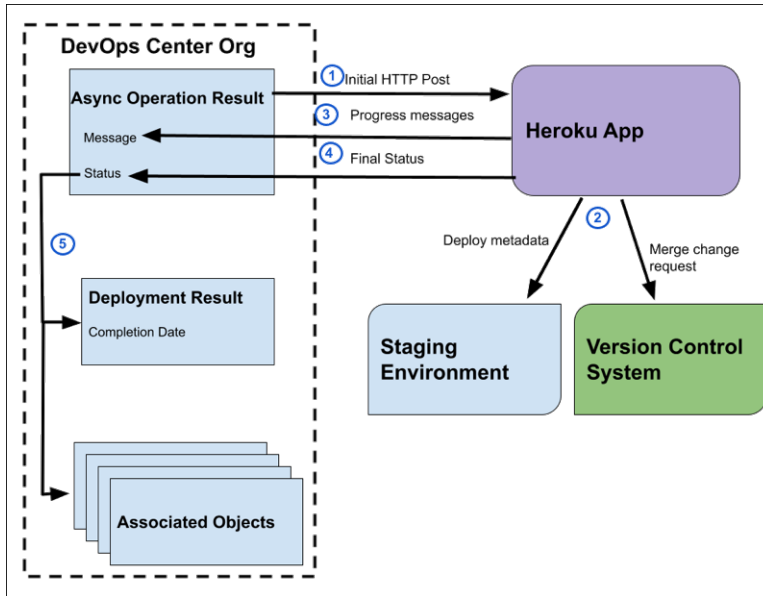 DevOps Center Org
Async Operation Result
Message
Status
1
Initial HTTP Post
3
Progress messages
4
Final Status
Heroku App
2
Deploy metadata
Merge change
request
5
Deployment Result
Completion Date
Staging
Environment
Version Control
System
Associated Objects